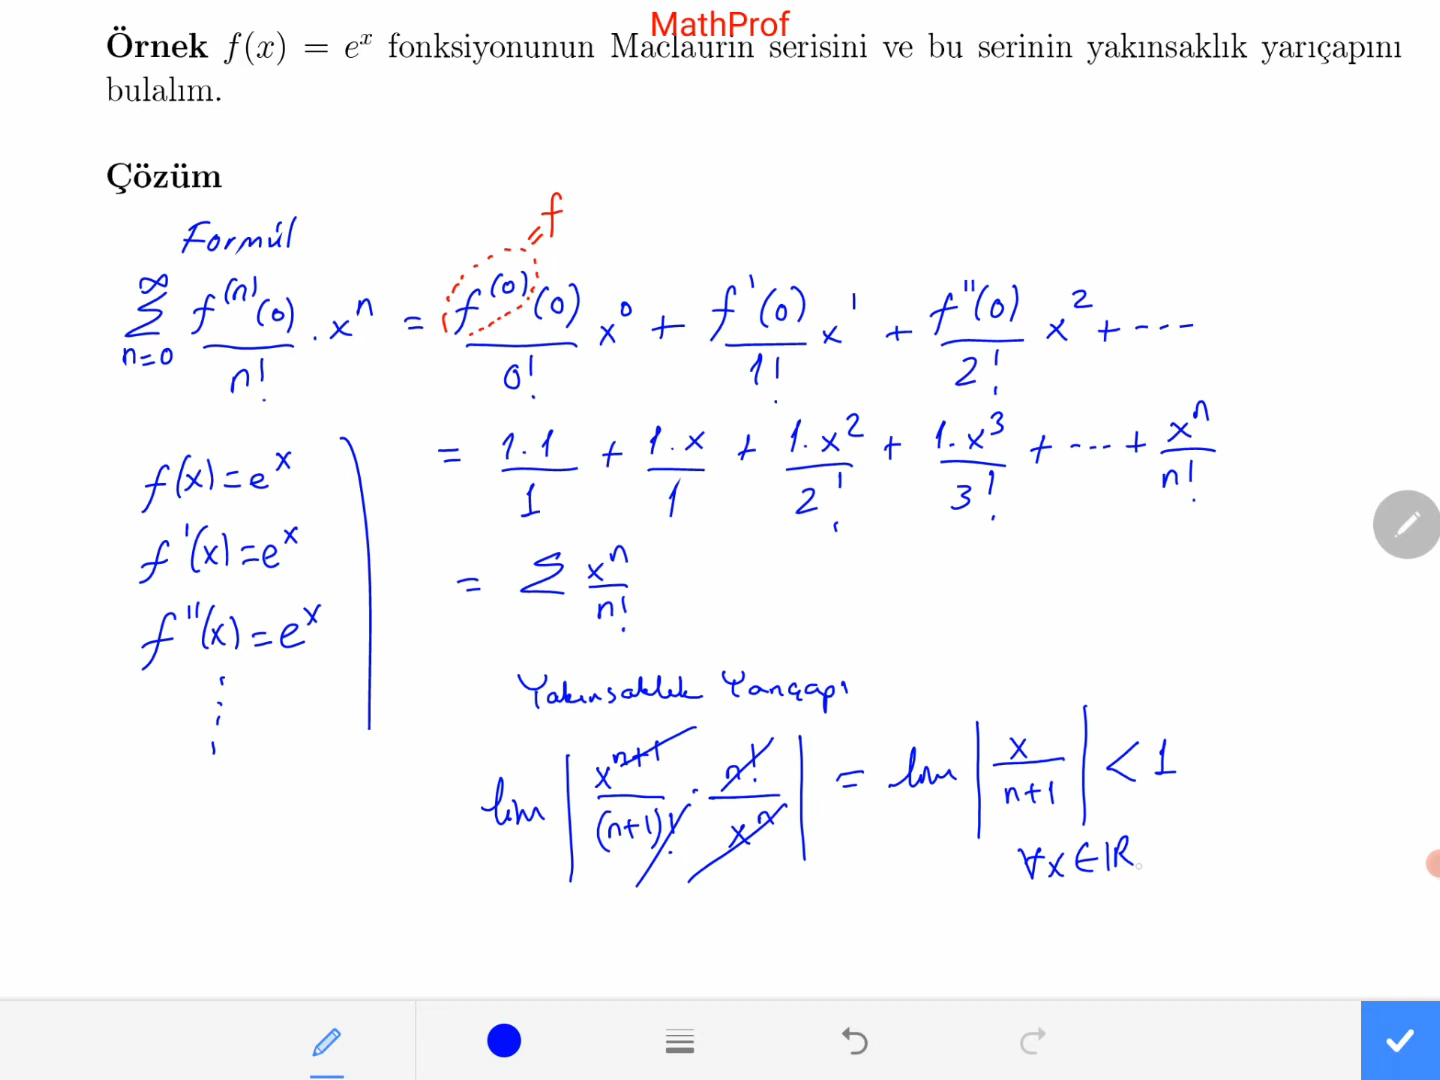 MathProf
Örnek f(x) = e^x fonksiyonunun Maclaurin serisini ve bu serinin yakınsaklık yarıçapını
bulalım.
Çözüm
Formül
= f
∑_{n=0}^{∞} f^{(n)}(0)/n! . x^n = f^{(0)}(0)/0! x^0 + f'(0)/1! x^1 + f''(0)/2! x^2 + ---
= 1.1/1 + 1.x/1 + 1.x^2/2! + 1.x^3/3! + --- + x^n/n!
f(x) = e^x
f'(x) = e^x
f''(x) = e^x
⋮
= ∑ x^n/n!
Yakınsaklık Yarıçapı
lim | x^{n+1}/(n+1)! . n!/x^n | = lim | x/n+1 | < 1
∀x ∈ IR